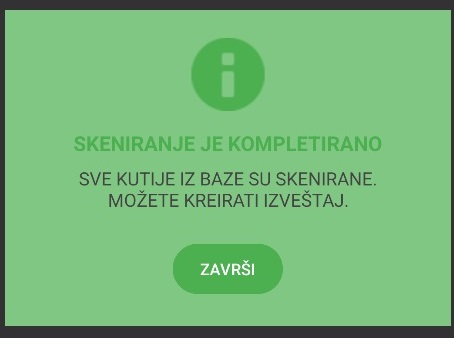 SKENIRANJE JE KOMPLETIRANO
SVE KUTIJE IZ BAZE SU SKENIRANE.
MOŽETE KREIRATI IZVEŠTAJ.
ZAVRŠI